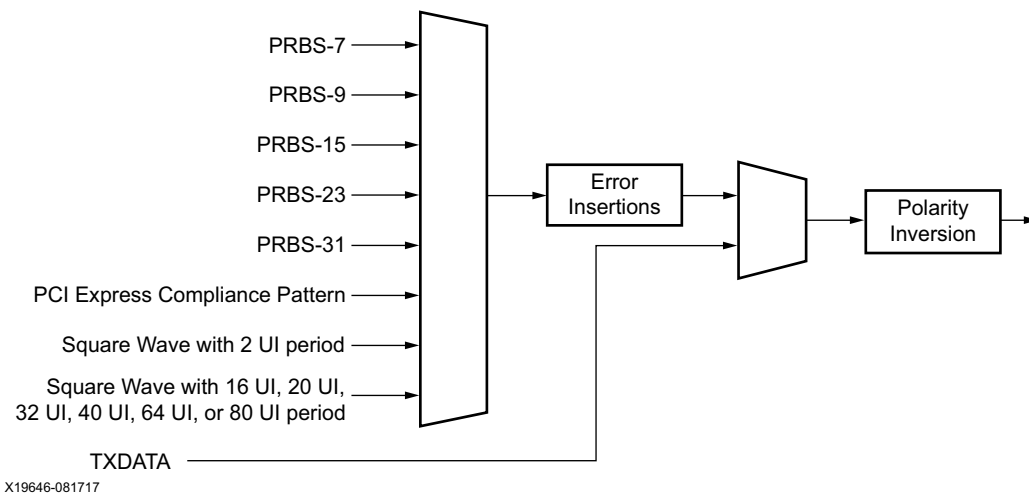 PRBS-7
PRBS-9
PRBS-15
PRBS-23
PRBS-31
PCI Express Compliance Pattern
Square Wave with 2 UI period
Square Wave with 16 UI, 20 UI,
32 UI, 40 UI, 64 UI, or 80 UI period
TXDATA
Error
Insertions
Polarity
Inversion
X19646-081717